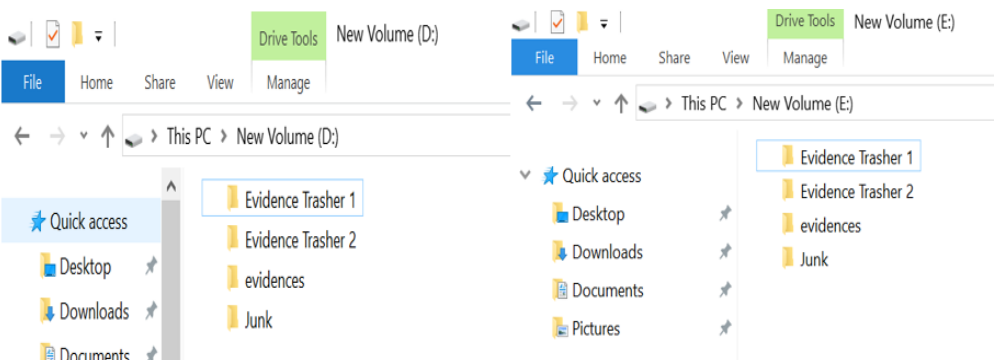 Drive Tools New Volume (D:)
File Home Share View Manage
This PC > New Volume (D:)
Quick access
Desktop
Downloads
Documents
Evidence Trasher 1
Evidence Trasher 2
evidences
Junk
Drive Tools New Volume (E:)
File Home Share View Manage
This PC > New Volume (E:)
Quick access
Desktop
Downloads
Documents
Pictures
Evidence Trasher 1
Evidence Trasher 2
evidences
Junk